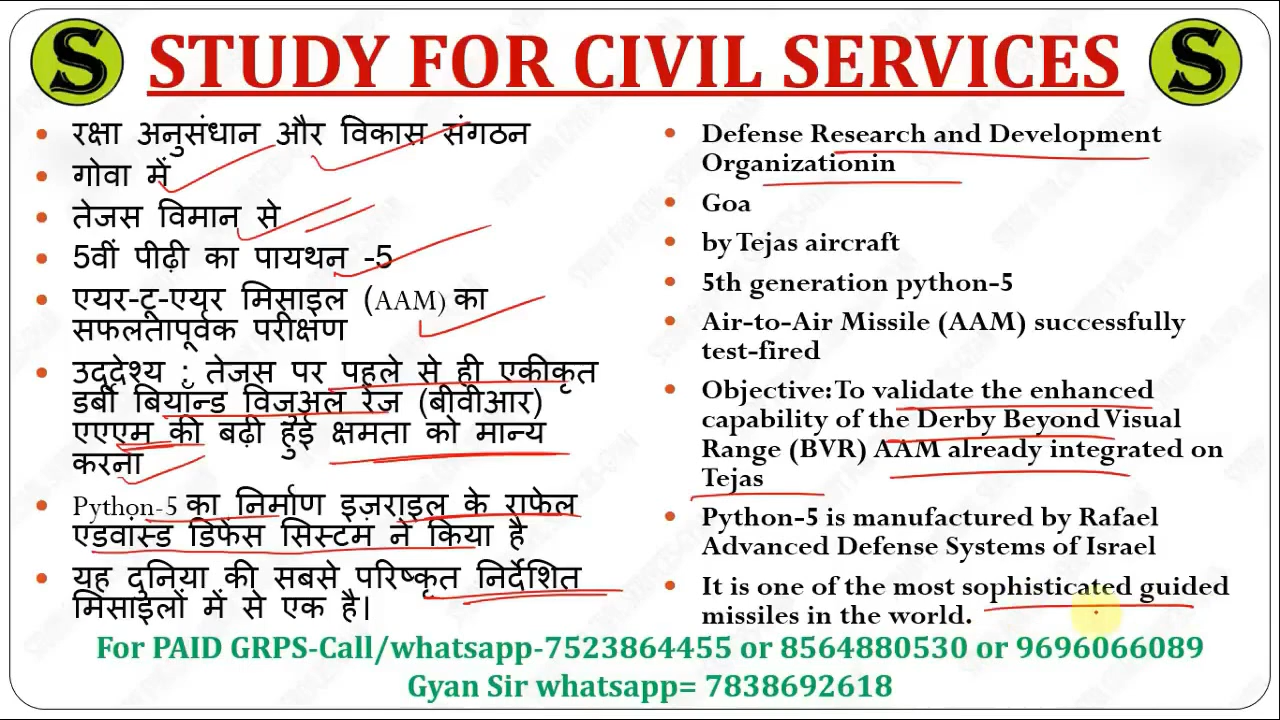 S STUDY FOR CIVIL SERVICES S
रक्षा अनुसंधान और विकास संगठन
गोवा में
तेजस विमान से
5वीं पीढ़ी का पायथन -5
एयर-टू-एयर मिसाइल (AAM) का
सफलतापूर्वक परीक्षण
उद्देश्य : तेजस पर पहले से ही एकीकृत
डर्बी बियॉन्ड विजुअल रेंज (बीवीआर)
एएएम की बढ़ी हुई क्षमता को मान्य
करना
Python-5 का निर्माण इज़राइल के राफेल
एडवांस्ड डिफेंस सिस्टम ने किया है
यह दुनिया की सबसे परिष्कृत निर्देशित
मिसाइलों में से एक है।
Defense Research and Development
Organizationin
Goa
by Tejas aircraft
5th generation python-5
Air-to-Air Missile (AAM) successfully
test-fired
Objective: To validate the enhanced
capability of the Derby Beyond Visual
Range (BVR) AAM already integrated on
Tejas
Python-5 is manufactured by Rafael
Advanced Defense Systems of Israel
It is one of the most sophisticated guided
missiles in the world.
For PAID GRPS-Call/whatsapp-7523864455 or 8564880530 or 9696066089
Gyan Sir whatsapp= 7838692618